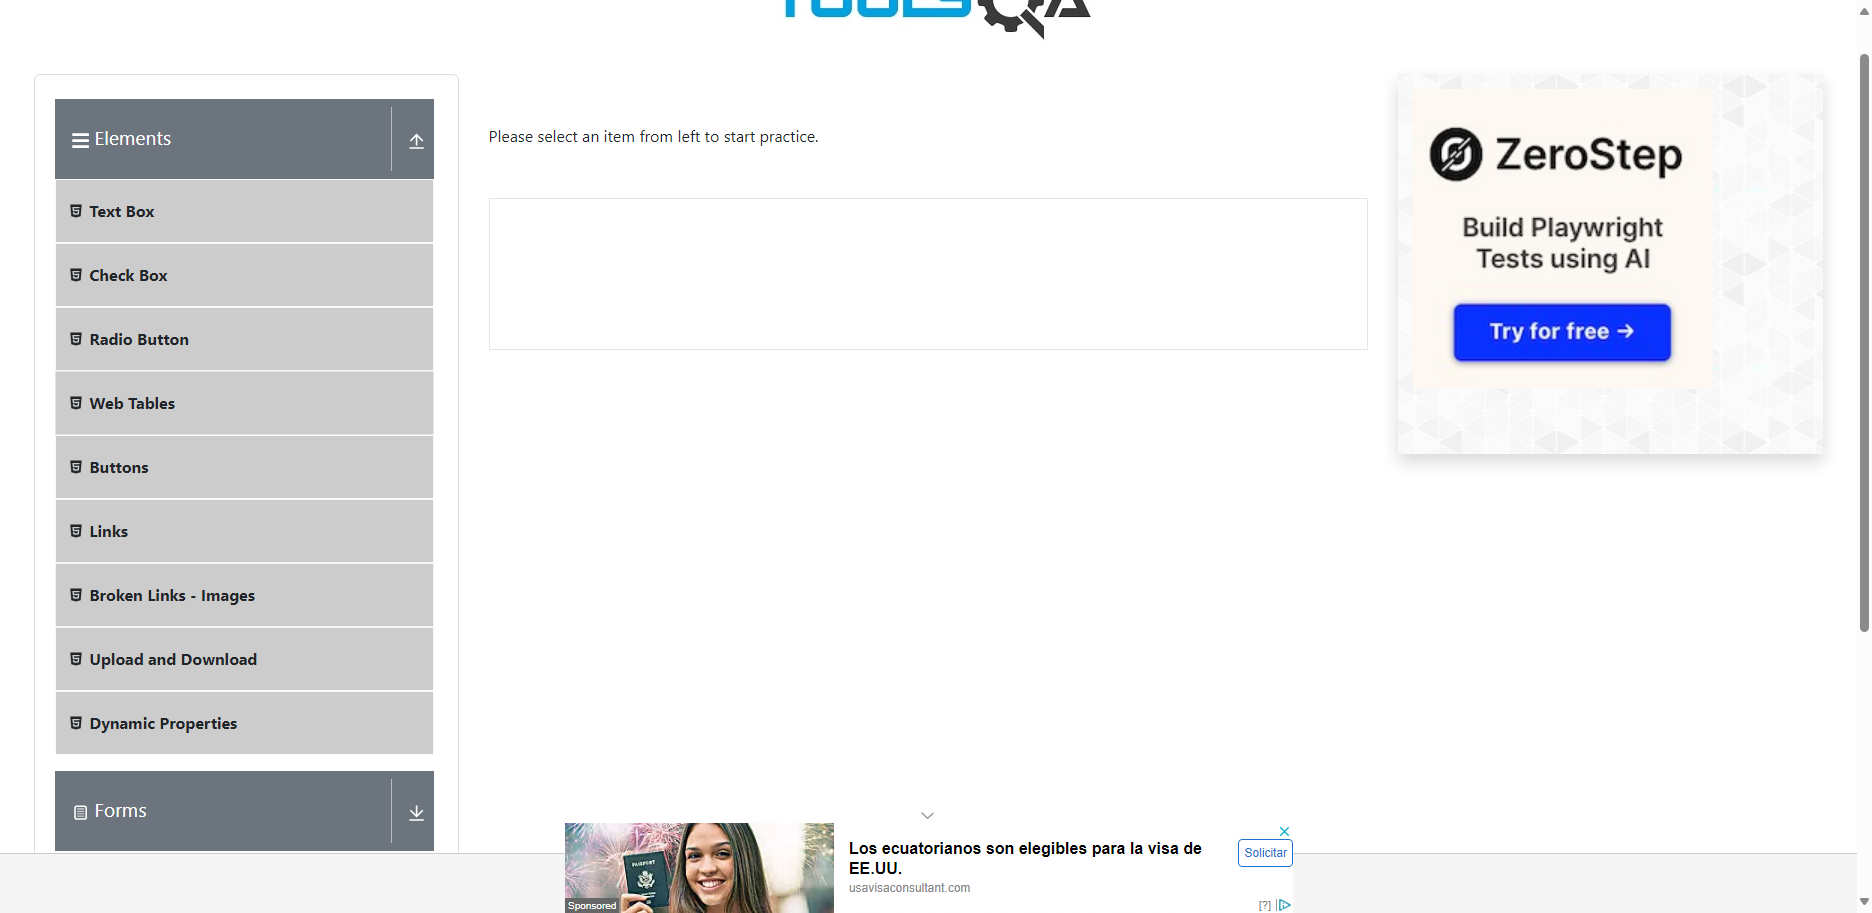 TOOLSQA
Elements
Text Box
Check Box
Radio Button
Web Tables
Buttons
Links
Broken Links - Images
Upload and Download
Dynamic Properties
Forms
Please select an item from left to start practice.
ZeroStep
Build Playwright
Tests using AI
Try for free →
Los ecuatorianos son elegibles para la visa de
EE.UU.
usavisaconsultant.com
Solicitar
PASSPORT
Sponsored
[?]